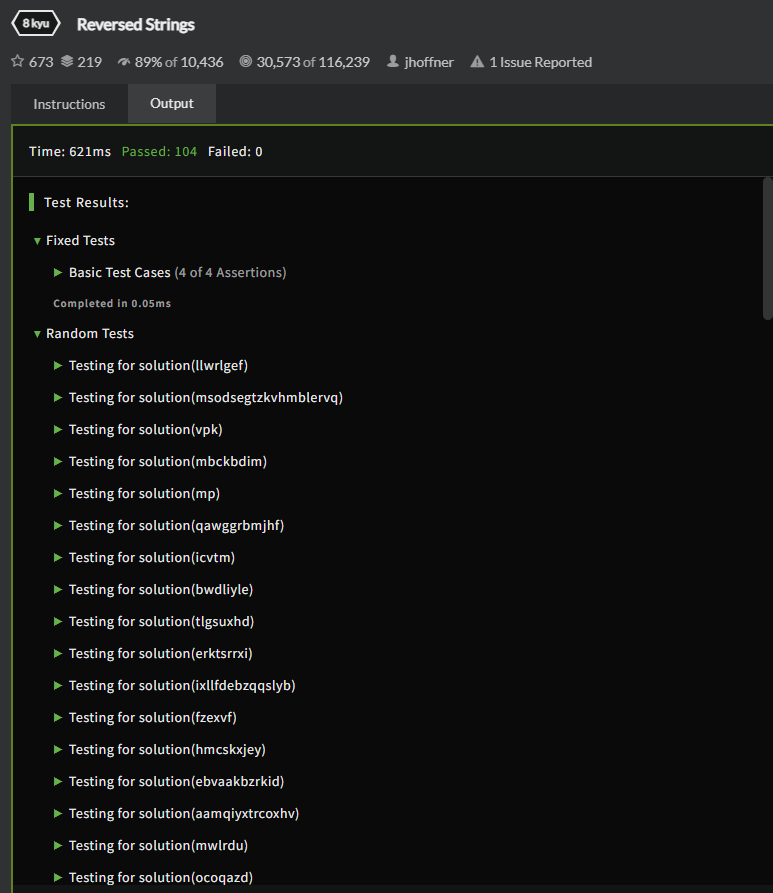 8 kyu Reversed Strings
673 219 89% of 10,436 30,573 of 116,239 jhoffner 1 Issue Reported
Instructions Output
Time: 621ms Passed: 104 Failed: 0
Test Results:
Fixed Tests
Basic Test Cases (4 of 4 Assertions)
Completed in 0.05ms
Random Tests
Testing for solution(llwrlgef)
Testing for solution(msodsegtzkvhmblervq)
Testing for solution(vpk)
Testing for solution(mbckbdim)
Testing for solution(mp)
Testing for solution(qawggrbmjhf)
Testing for solution(icvtm)
Testing for solution(bwdliyle)
Testing for solution(tlgsuxhd)
Testing for solution(erktsrrxi)
Testing for solution(ixllfdebzqqslyb)
Testing for solution(fzexvf)
Testing for solution(hmcskxjey)
Testing for solution(ebvaakbzrkid)
Testing for solution(aamqiyxtrcoxhv)
Testing for solution(mwlrdu)
Testing for solution(ocoqazd)